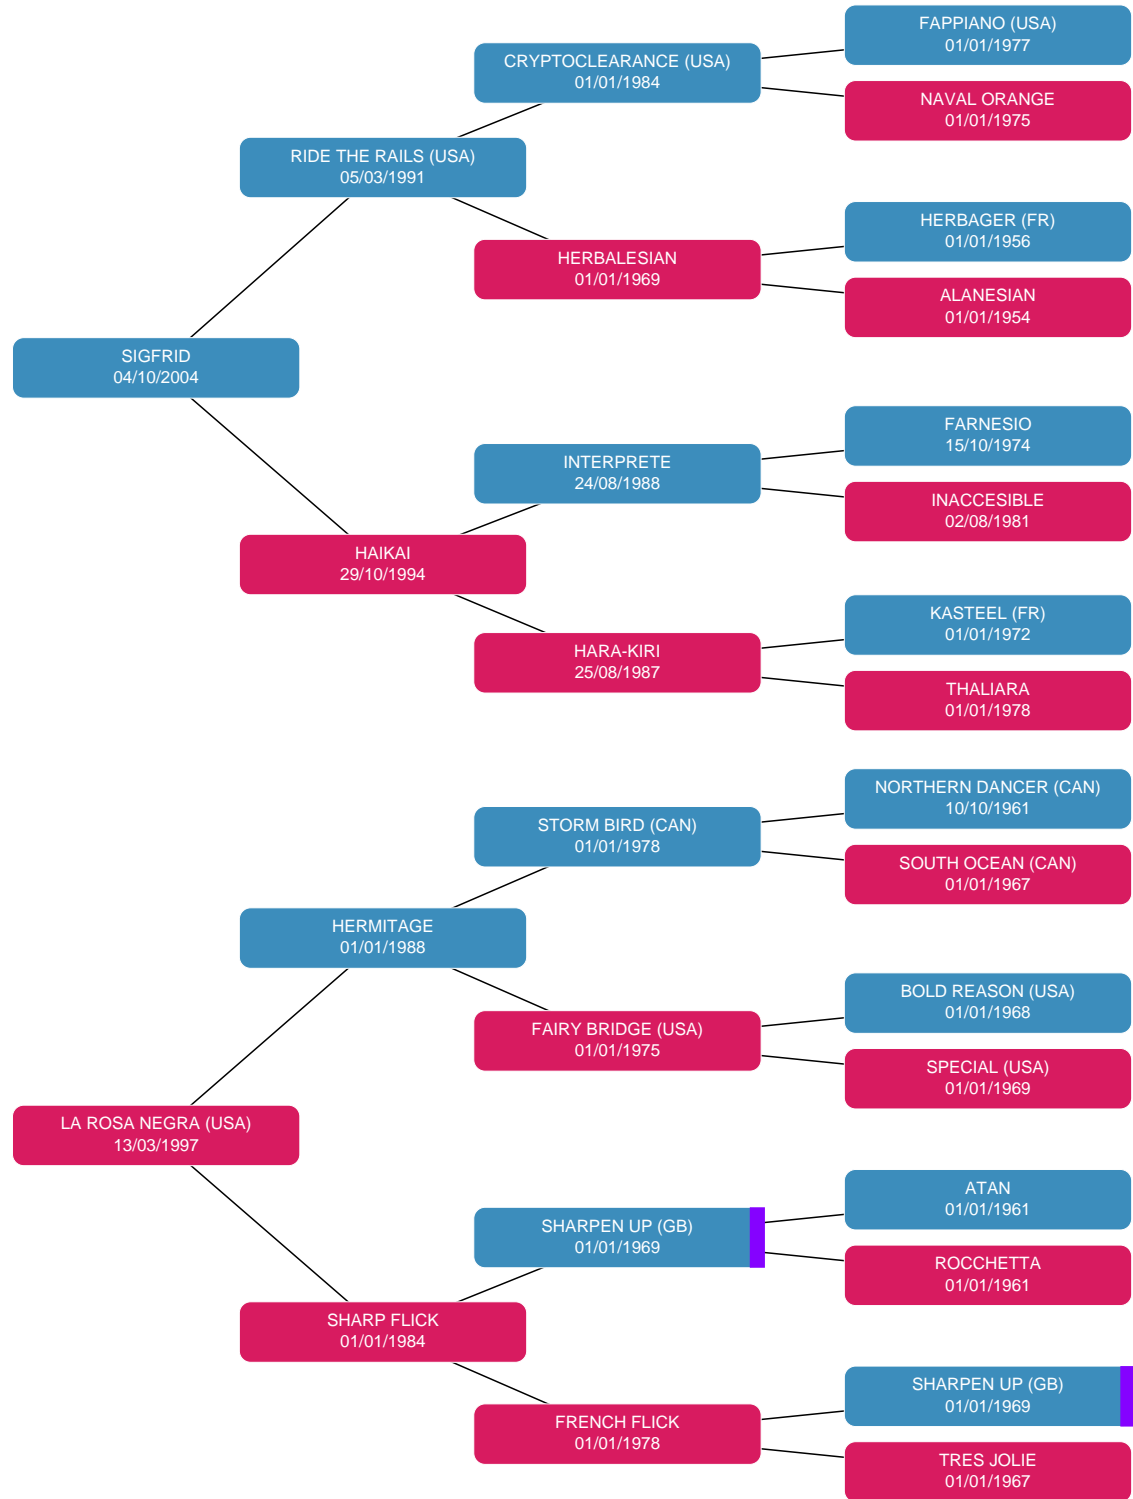 FAPPIANO (USA)
01/01/1977
CRYPTOCLEARANCE (USA)
01/01/1984
NAVAL ORANGE
01/01/1975
RIDE THE RAILS (USA)
05/03/1991
HERBAGER (FR)
01/01/1956
HERBALESIAN
01/01/1969
ALANESIAN
01/01/1954
SIGFRID
04/10/2004
FARNESIO
15/10/1974
INTERPRETE
24/08/1988
INACCESIBLE
02/08/1981
HAIKAI
29/10/1994
KASTEEL (FR)
01/01/1972
HARA-KIRI
25/08/1987
THALIARA
01/01/1978
NORTHERN DANCER (CAN)
10/10/1961
STORM BIRD (CAN)
01/01/1978
SOUTH OCEAN (CAN)
01/01/1967
HERMITAGE
01/01/1988
BOLD REASON (USA)
01/01/1968
FAIRY BRIDGE (USA)
01/01/1975
SPECIAL (USA)
01/01/1969
LA ROSA NEGRA (USA)
13/03/1997
ATAN
01/01/1961
SHARPEN UP (GB)
01/01/1969
ROCCHETTA
01/01/1961
SHARP FLICK
01/01/1984
SHARPEN UP (GB)
01/01/1969
FRENCH FLICK
01/01/1978
TRES JOLIE
01/01/1967